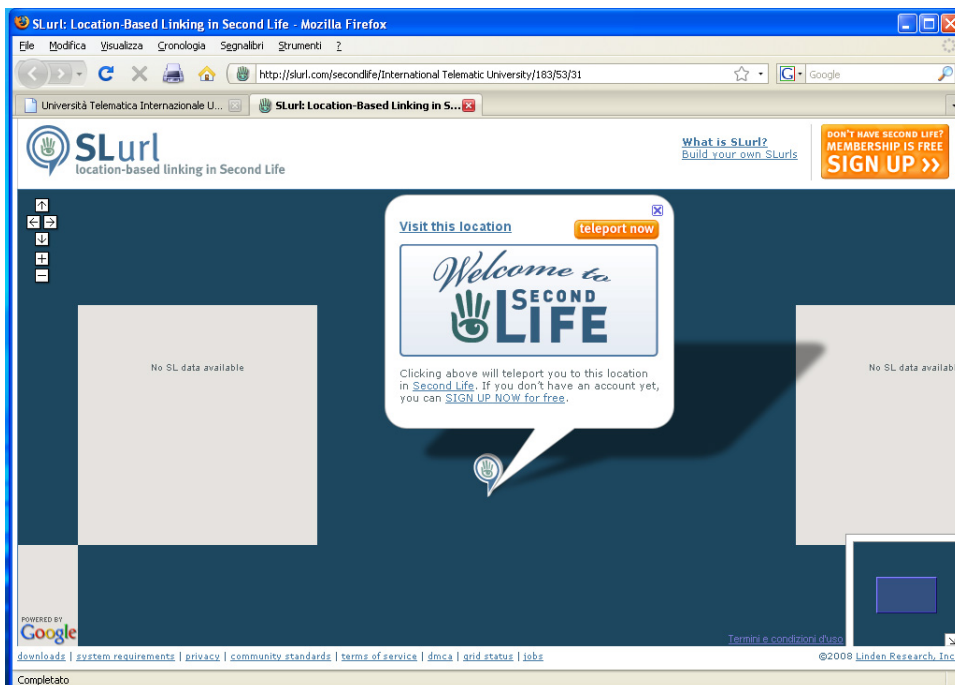 SLurl: Location-Based Linking in Second Life - Mozilla Firefox
File Modifica Visualizza Cronologia Segnalibri Strumenti ?
http://slurl.com/secondlife/International Telematic University/183/53/31
G Google
Università Telematica Internazionale U...
SLurl: Location-Based Linking in S...
SLurl
location-based linking in Second Life
What is SLurl?
Build your own SLurls
DON'T HAVE SECOND LIFE?
MEMBERSHIP IS FREE
SIGN UP >>
Visit this location
teleport now
Welcome to
SECOND
LIFE
Clicking above will teleport you to this location
in Second Life. If you don't have an account yet,
you can SIGN UP NOW for free.
No SL data available
No SL data availabl
POWERED BY
Google
Termini e condizioni d'uso
downloads | system requirements | privacy | community standards | terms of service | dmca | grid status | jobs
©2008 Linden Research, Inc
Completato